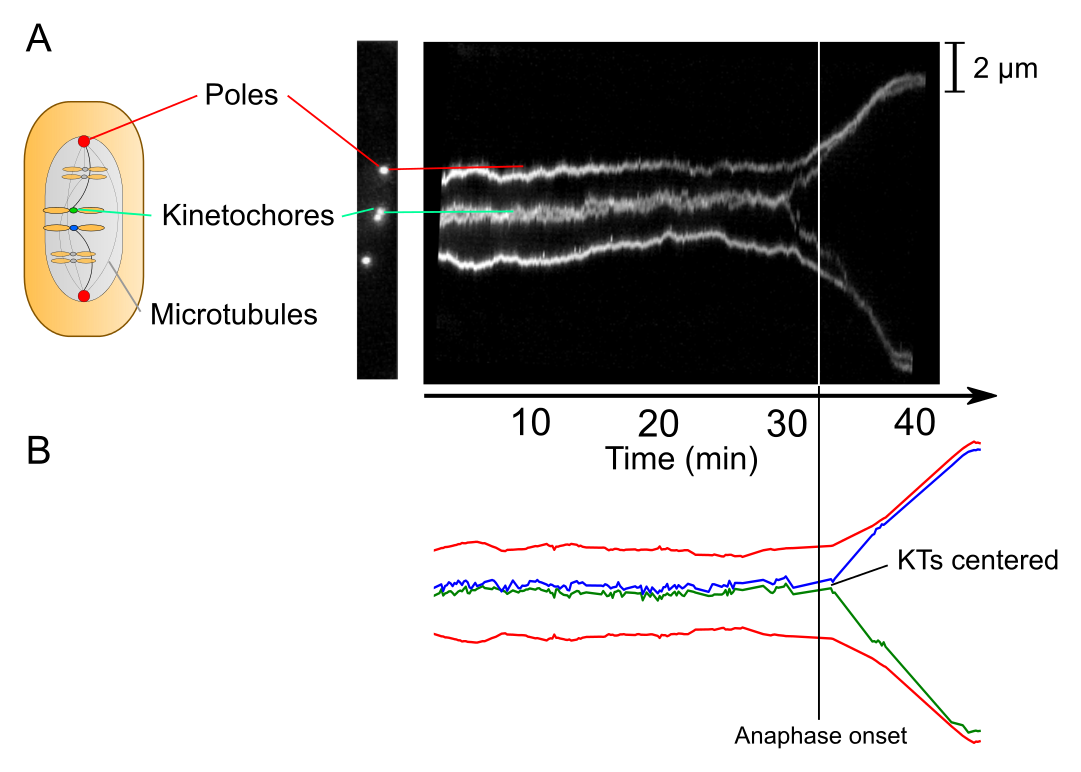 A
Poles
2 μm
Kinetochores
Microtubules
10 20 30 40
Time (min)
B
KTs centered
Anaphase onset